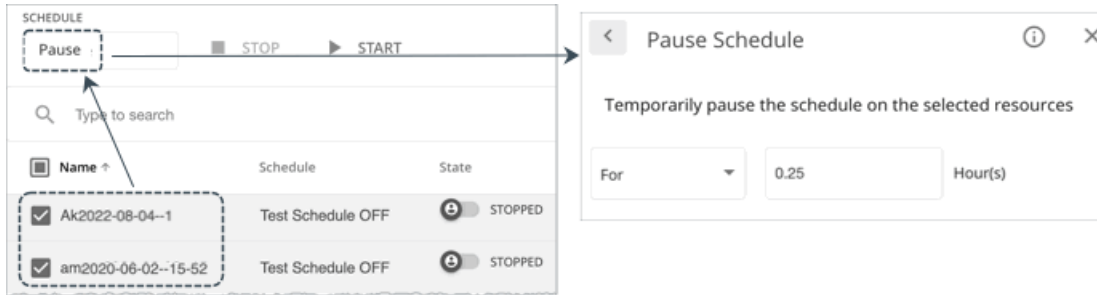 SCHEDULE
Pause
STOP
START
Type to search
Name ↑
Schedule
State
Ak2022-08-04--1
Test Schedule OFF
STOPPED
am2020-06-02--15-52
Test Schedule OFF
STOPPED
Pause Schedule
Temporarily pause the schedule on the selected resources
For
0.25
Hour(s)